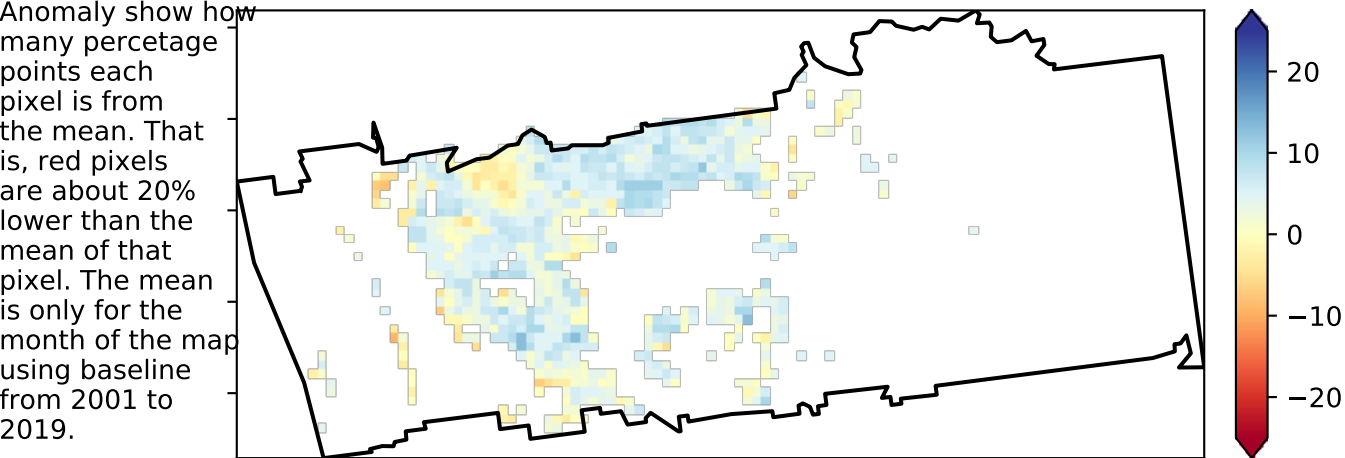 Anomaly show how
many percetage
points each
pixel is from
the mean. That
is, red pixels
are about 20%
lower than the
mean of that
pixel. The mean
is only for the
month of the map
using baseline
from 2001 to
2019.
20
10
0
−10
−20